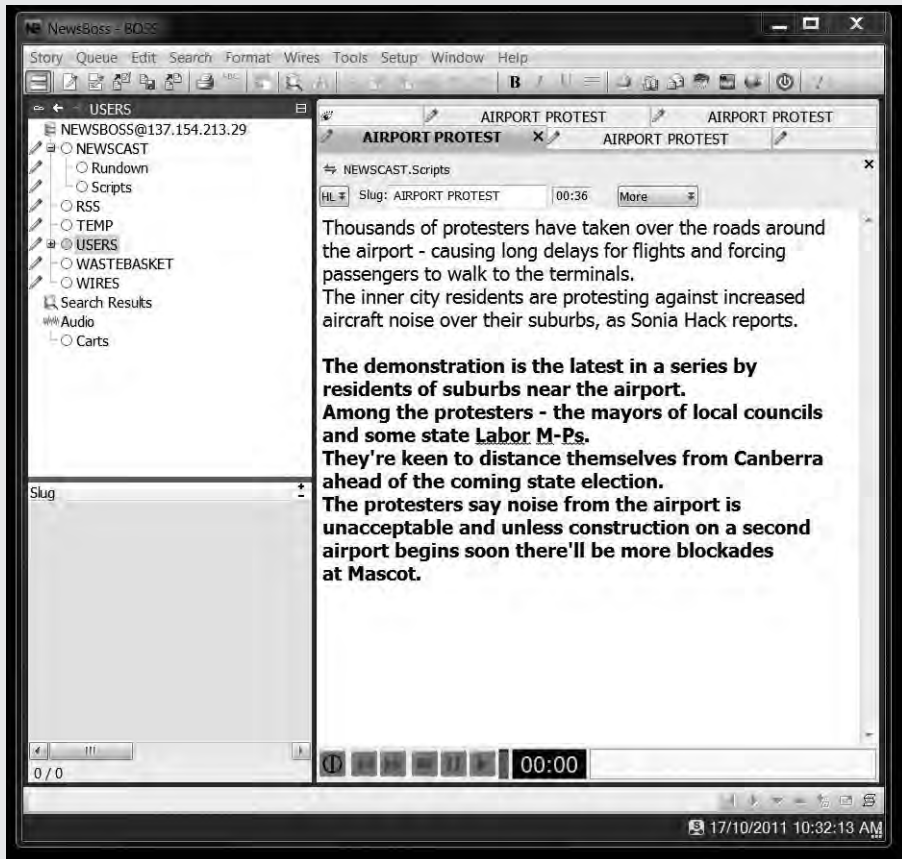 NewsBoss - BOSS
Story Queue Edit Search Format Wires Tools Setup Window Help
ABC
B I U
USERS
NEWSBOSS@137.154.213.29
NEWSCAST
Rundown
Scripts
RSS
TEMP
USERS
WASTEBASKET
WIRES
Search Results
Audio
Carts
Slug
0 / 0
AIRPORT PROTEST AIRPORT PROTEST
AIRPORT PROTEST X AIRPORT PROTEST
NEWSCAST.Scripts
HL Slug: AIRPORT PROTEST 00:36 More
Thousands of protesters have taken over the roads around
the airport - causing long delays for flights and forcing
passengers to walk to the terminals.
The inner city residents are protesting against increased
aircraft noise over their suburbs, as Sonia Hack reports.
The demonstration is the latest in a series by
residents of suburbs near the airport.
Among the protesters - the mayors of local councils
and some state Labor M-Ps.
They're keen to distance themselves from Canberra
ahead of the coming state election.
The protesters say noise from the airport is
unacceptable and unless construction on a second
airport begins soon there'll be more blockades
at Mascot.
00:00
17/10/2011 10:32:13 AM